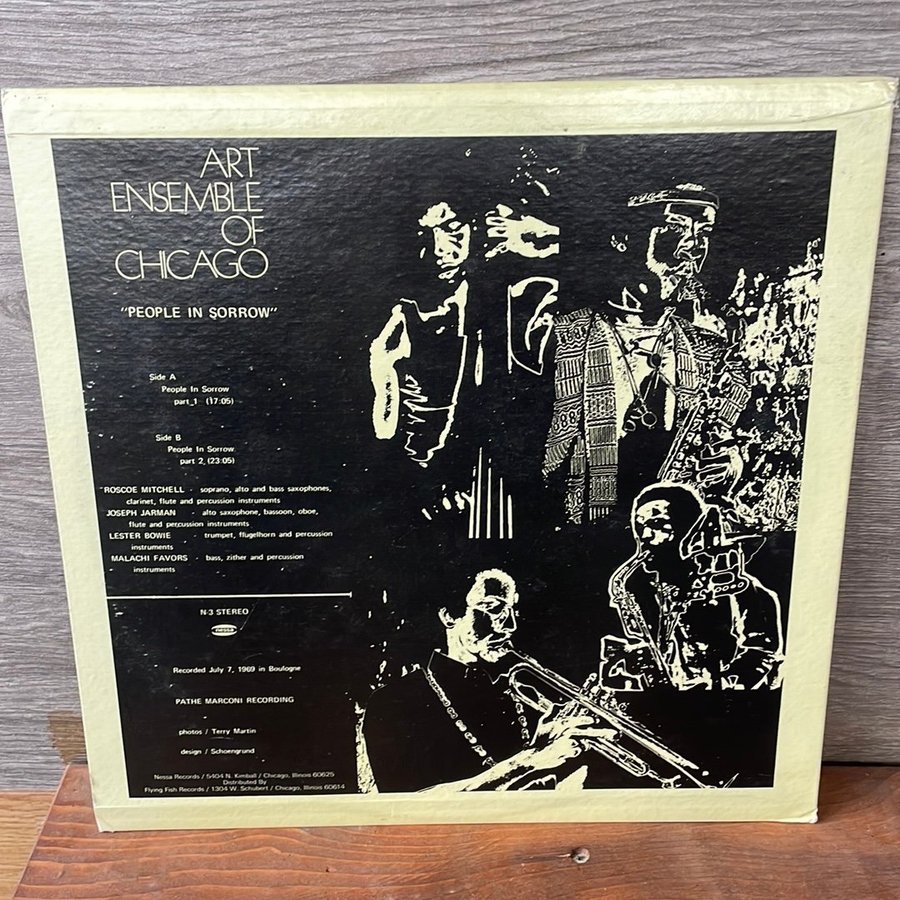 ART
ENSEMBLE
OF
CHICAGO
"PEOPLE IN SORROW"
Side A
People In Sorrow
part 1 (17:05)
Side B
People In Sorrow
part 2 (23:05)
ROSCOE MITCHELL - soprano, alto and bass saxophones,
clarinet, flute and percussion instruments
JOSEPH JARMAN - alto saxophone, bassoon, oboe,
flute and percussion instruments
LESTER BOWIE - trumpet, flugelhorn and percussion
instruments
MALACHI FAVORS - bass, zither and percussion
instruments
N-3 STEREO
nessa
Recorded July 7, 1969 in Boulogne
PATHE MARCONI RECORDING
photos / Terry Martin
design / Schoengrund
Nessa Records / 5404 N. Kimball / Chicago, Illinois 60625
Distributed By
Flying Fish Records / 1304 W. Schubert / Chicago, Illinois 60614